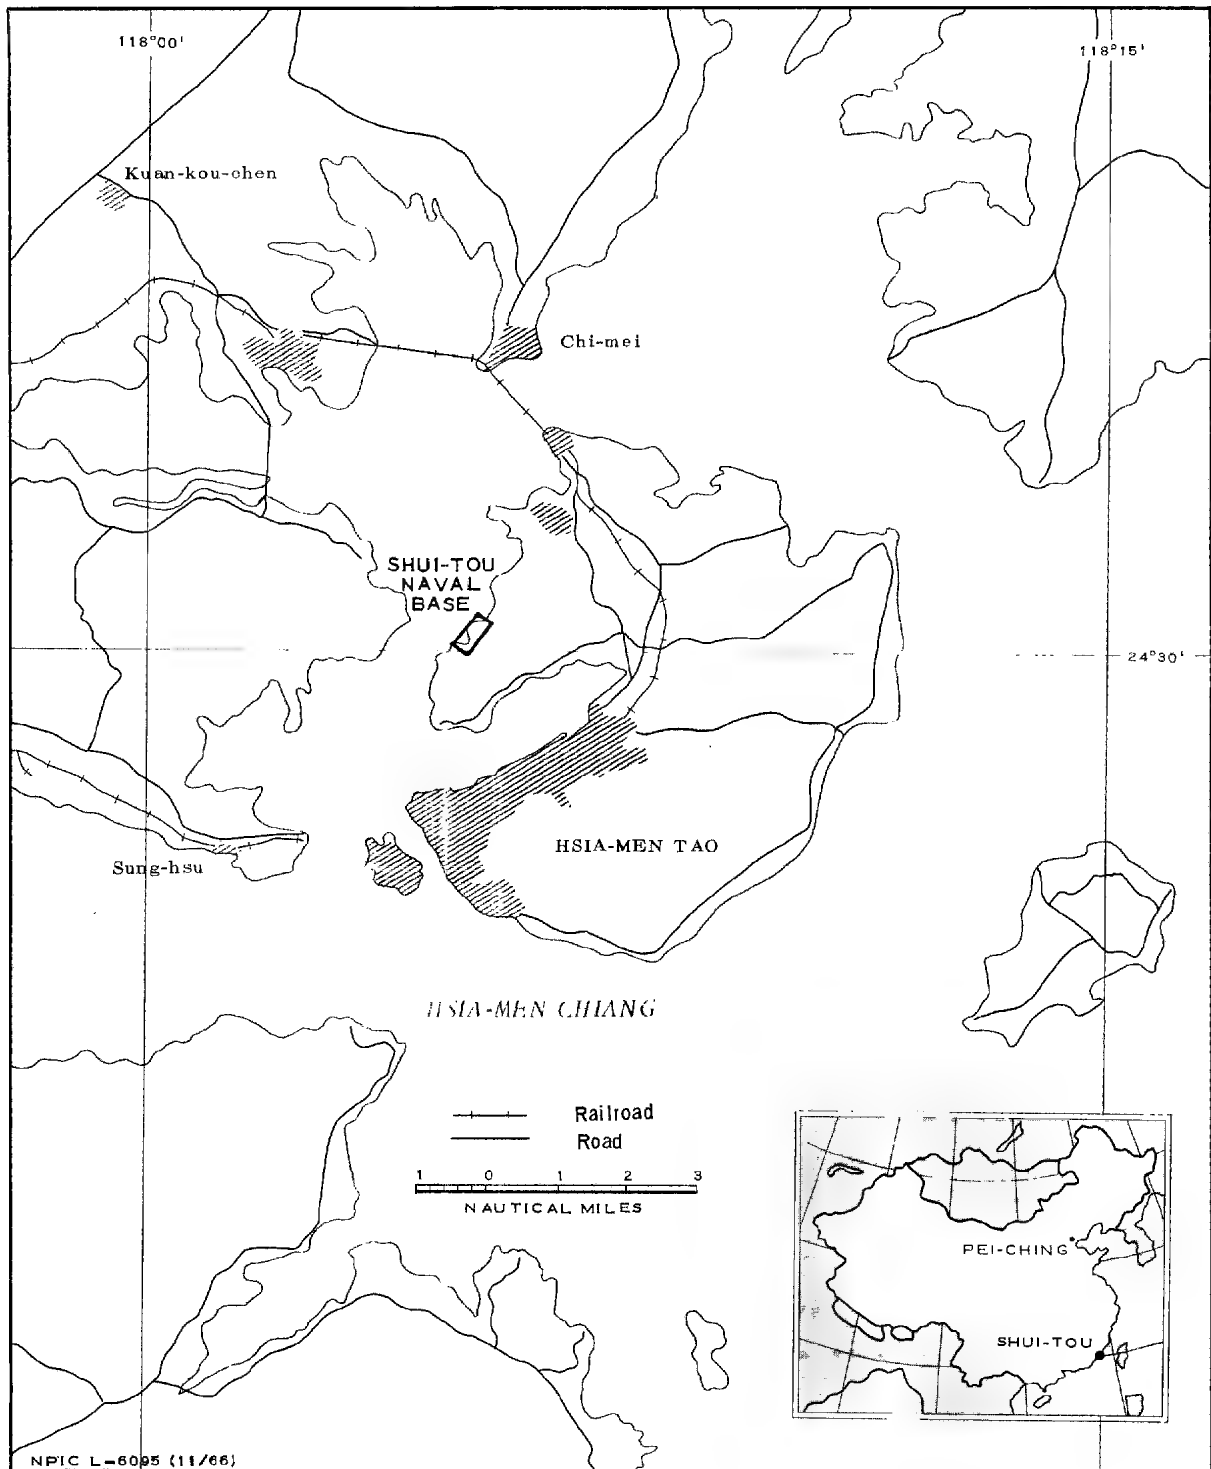 118°00'
118°15'
Kuan-kou-chen
Chi-mei
SHUI-TOU
NAVAL
BASE
24°30'
HSIA-MEN TAO
Sung-hsu
HSIA-MEN CHIANG
Railroad
Road
1 0 1 2 3
NAUTICAL MILES
PEI-CHING
SHUI-TOU
NPIC L-6095 (11/66)